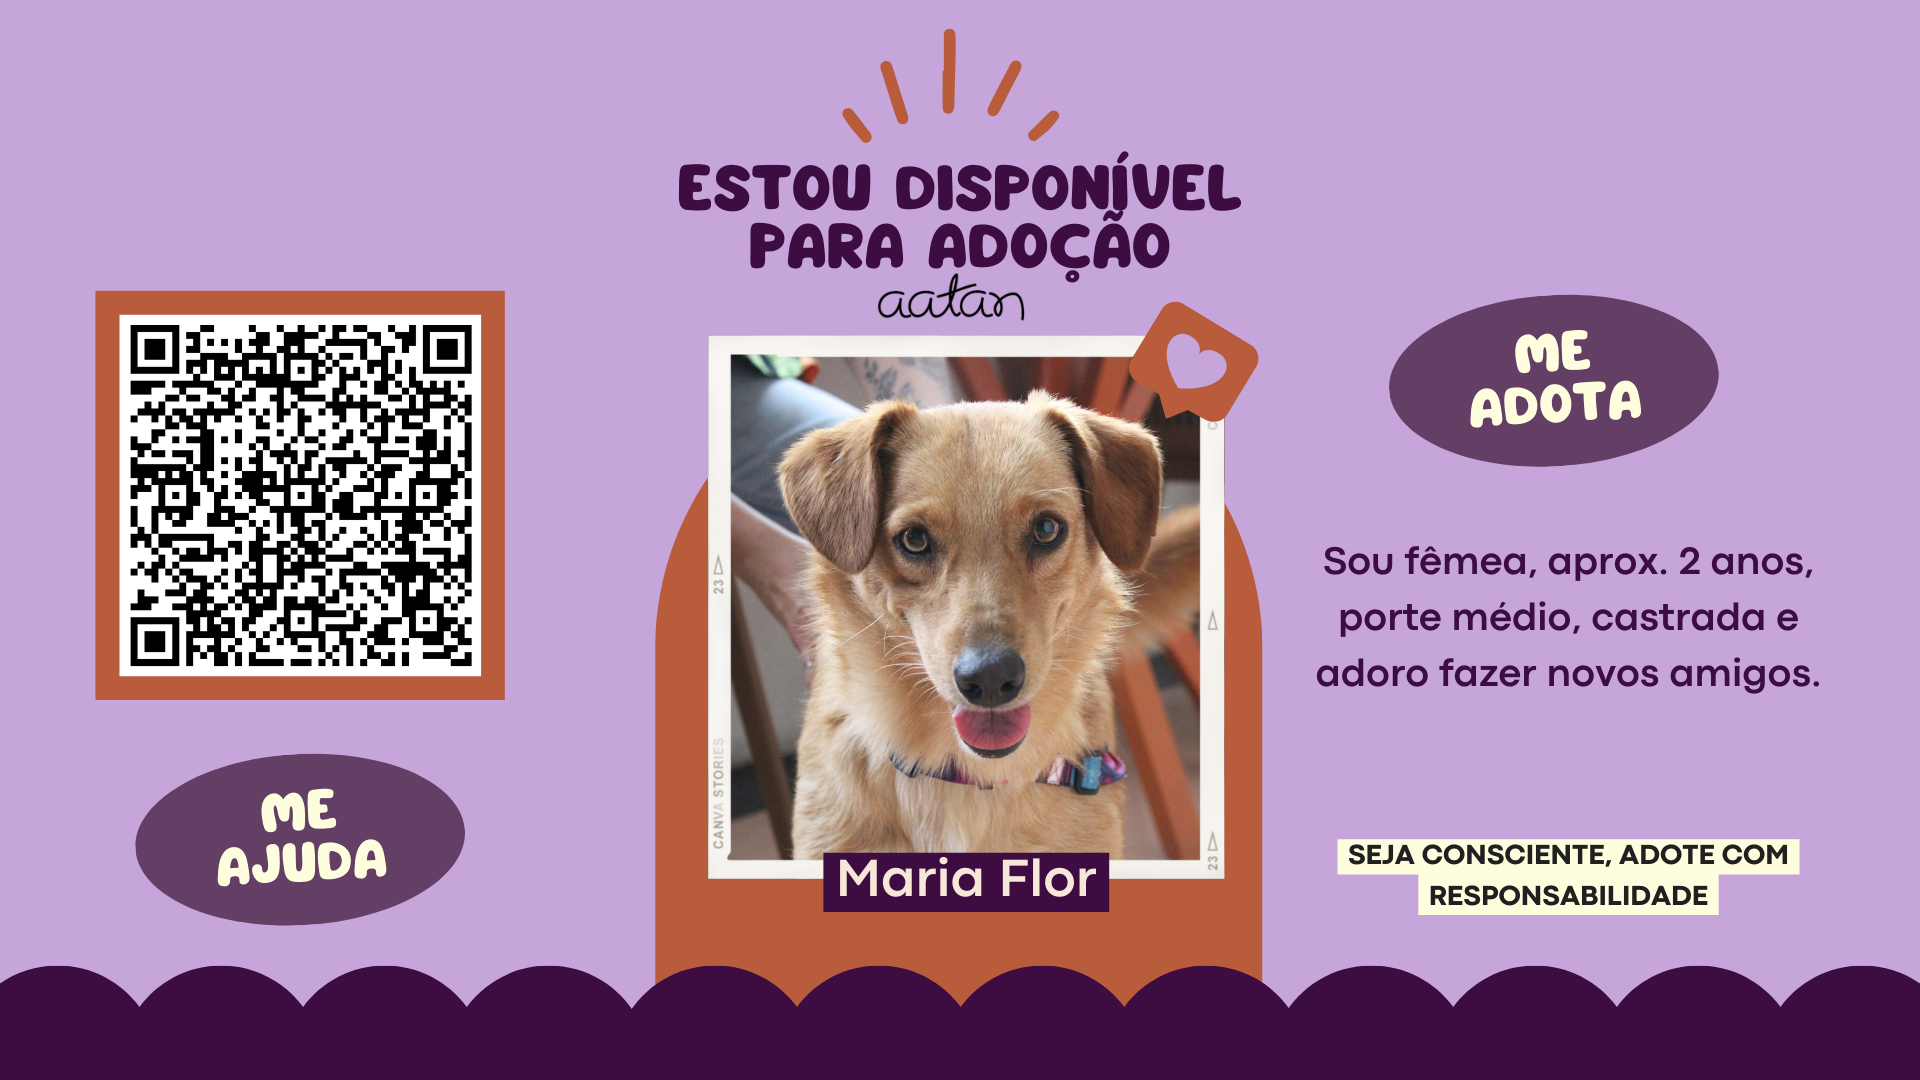 ESTOU DISPONÍVEL
PARA ADOÇÃO
aatan
ME
AJUDA
23
CANVA STORIES
23
Maria Flor
ME
ADOTA
Sou fêmea, aprox. 2 anos,
porte médio, castrada e
adoro fazer novos amigos.
SEJA CONSCIENTE, ADOTE COM
RESPONSABILIDADE